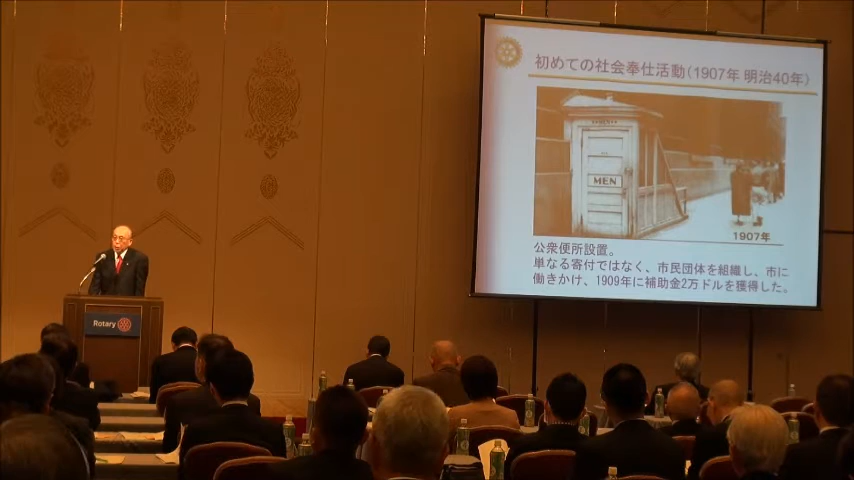 初めての社会奉仕活動(1907年 明治40年)
MEN
1907年
公衆便所設置。
単なる寄付ではなく、市民団体を組織し、市に
働きかけ、1909年に補助金2万ドルを獲得した。
Rotary